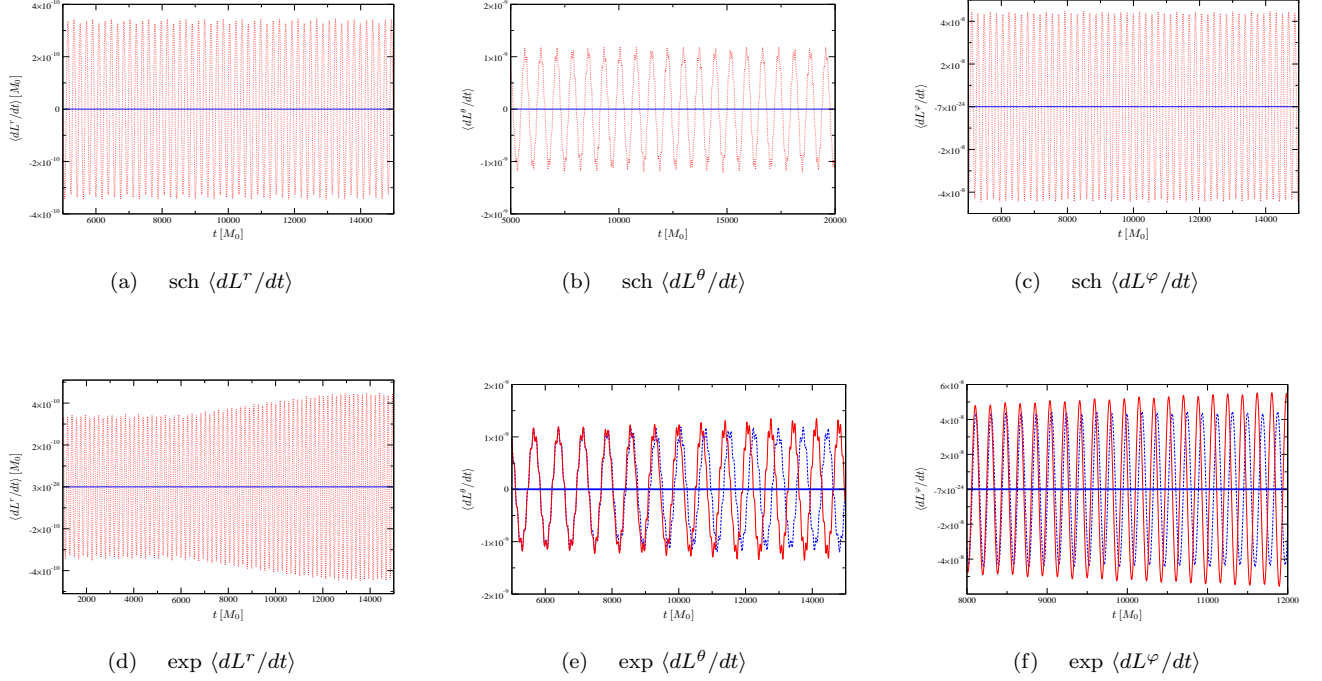 4×10⁻¹⁰
2×10⁻¹⁰
0
-2×10⁻¹⁰
-4×10⁻¹⁰
⟨dLʳ/dt⟩ [M₀]
6000 8000 10000 12000 14000
t [M₀]
(a) sch ⟨dLʳ/dt⟩
2×10⁻⁹
1×10⁻⁹
0
-1×10⁻⁹
-2×10⁻⁹
⟨dL^θ/dt⟩
5000 10000 15000 20000
t [M₀]
(b) sch ⟨dL^θ/dt⟩
4×10⁻⁸
2×10⁻⁸
-7×10⁻²⁴
-2×10⁻⁸
-4×10⁻⁸
⟨dL^φ/dt⟩
6000 8000 10000 12000 14000
t [M₀]
(c) sch ⟨dL^φ/dt⟩
4×10⁻¹⁰
2×10⁻¹⁰
3×10⁻²⁶
-2×10⁻¹⁰
-4×10⁻¹⁰
⟨dLʳ/dt⟩ [M₀]
2000 4000 6000 8000 10000 12000 14000
t [M₀]
(d) exp ⟨dLʳ/dt⟩
2×10⁻⁹
1×10⁻⁹
0
-1×10⁻⁹
-2×10⁻⁹
⟨dL^θ/dt⟩
6000 8000 10000 12000 14000
t [M₀]
(e) exp ⟨dL^θ/dt⟩
6×10⁻⁸
4×10⁻⁸
2×10⁻⁸
-7×10⁻²⁴
-2×10⁻⁸
-4×10⁻⁸
⟨dL^φ/dt⟩
8000 9000 10000 11000 12000
t [M₀]
(f) exp ⟨dL^φ/dt⟩